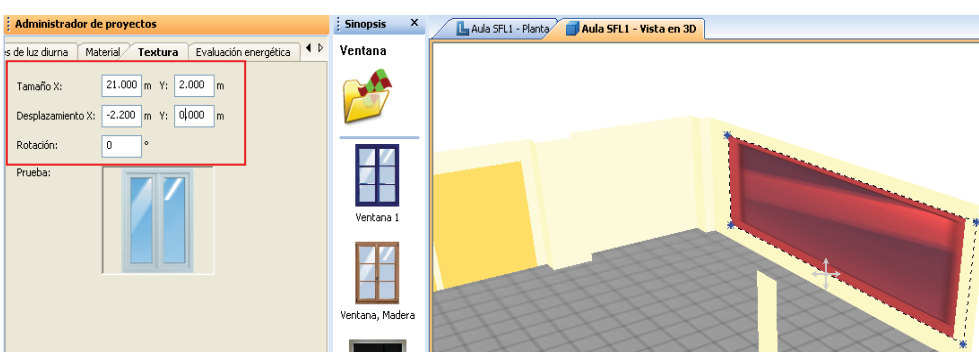 Administrador de proyectos
s de luz diurna Material Textura Evaluación energética
Tamaño X: 21.000 m Y: 2.000 m
Desplazamiento X: -2.200 m Y: 0.000 m
Rotación: 0 °
Prueba:
Sinopsis X
Ventana
Ventana 1
Ventana, Madera
Aula SFL1 - Planta Aula SFL1 - Vista en 3D